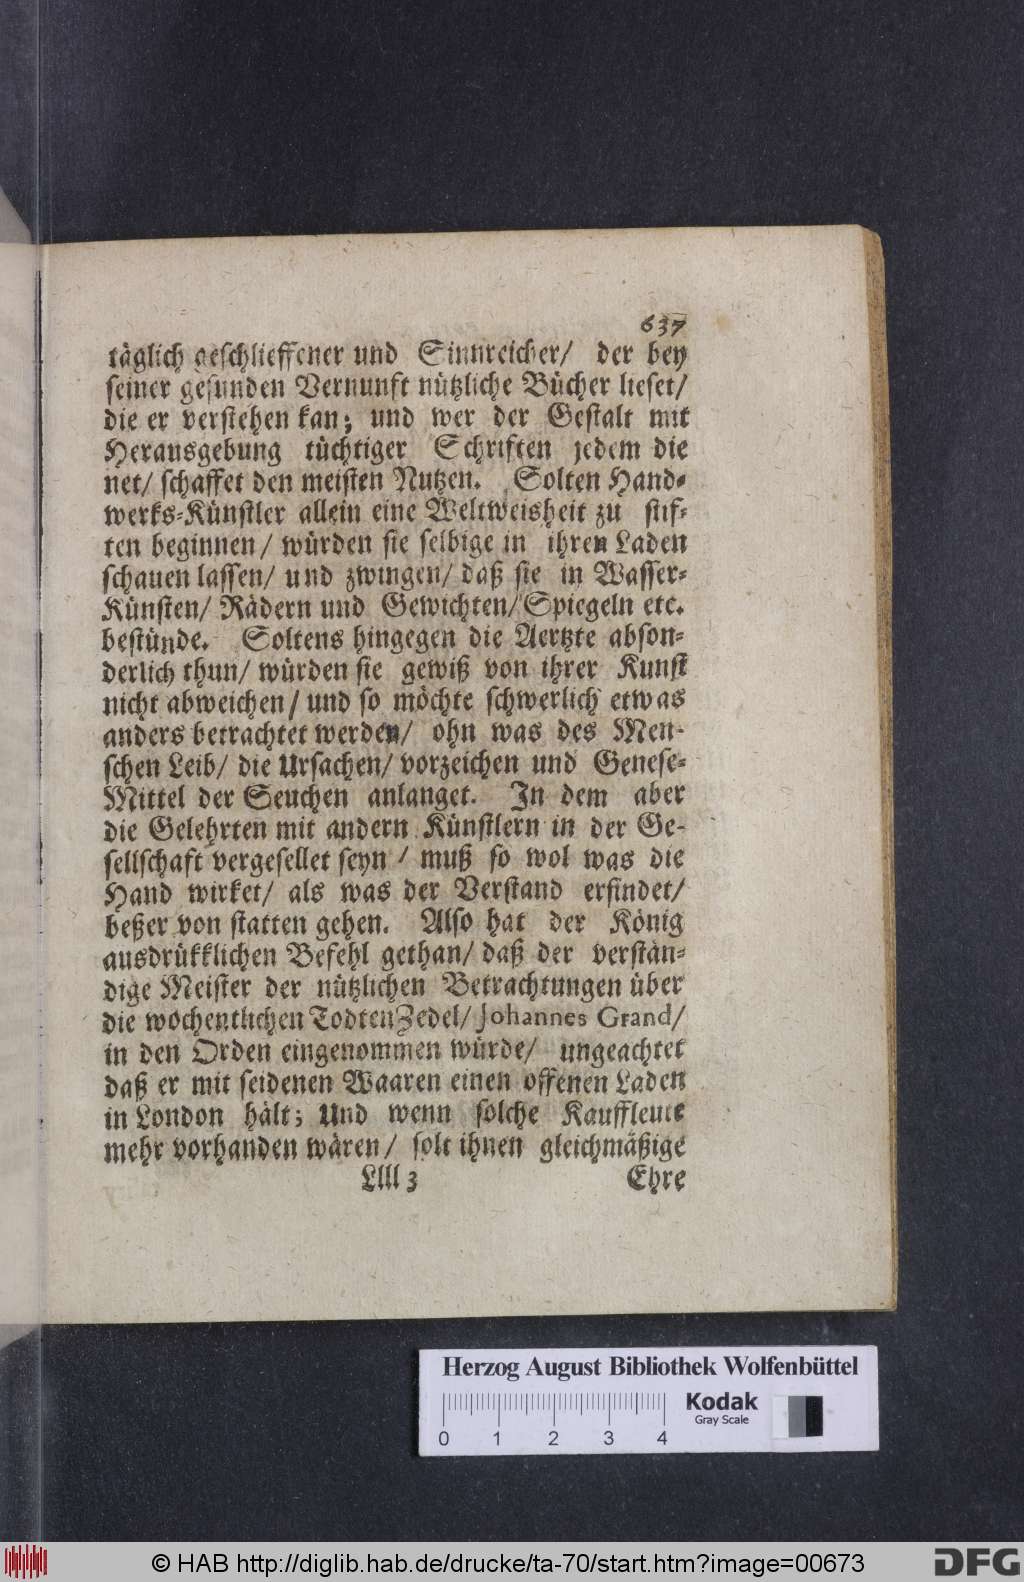 637
täglich geschlieffener und Sinnreicher/ der bey
seiner gesunden Vernunft nützliche Bücher lieset/
die er verstehen kan; und wer der Gestalt mit
Herausgebung tüchtiger Schriften jedem die
net/ schaffet den meisten Nutzen. Solten Hand-
werks-Künstler allein eine Weltweisheit zu stif-
ten beginnen/ würden sie selbige in ihren Laden
schauen lassen/ und zwingen/ daß sie in Wasser-
Künsten/ Rädern und Gewichten/ Spiegeln etc.
bestünde. Soltens hingegen die Aertzte abson-
derlich thun/ würden sie gewiß von ihrer Kunst
nicht abweichen/ und so möchte schwerlich etwas
anders betrachtet werden/ ohn was des Men-
schen Leib/ die Ursachen/ vorzeichen und Genese-
Mittel der Seuchen anlanget. In dem aber
die Gelehrten mit andern Künstlern in der Ge-
sellschaft vergesellet seyn/ muß so wol was die
Hand wirket/ als was der Verstand erfindet/
beßer von statten gehen. Also hat der König
ausdrükklichen Befehl gethan/ daß der verstän-
dige Meister der nützlichen Betrachtungen über
die wöchentlichen TodtenZedel/ Johannes Grand/
in den Orden eingenommen würde/ ungeachtet
daß er mit seidenen Waaren einen offenen Laden
in London hält; Und wenn solche Kauffleute
mehr vorhanden wären/ solt ihnen gleichmäßige
Llll 3 Ehre
Herzog August Bibliothek Wolfenbüttel
0 1 2 3 4
Kodak
Gray Scale
© HAB http://diglib.hab.de/drucke/ta-70/start.htm?image=00673
DFG